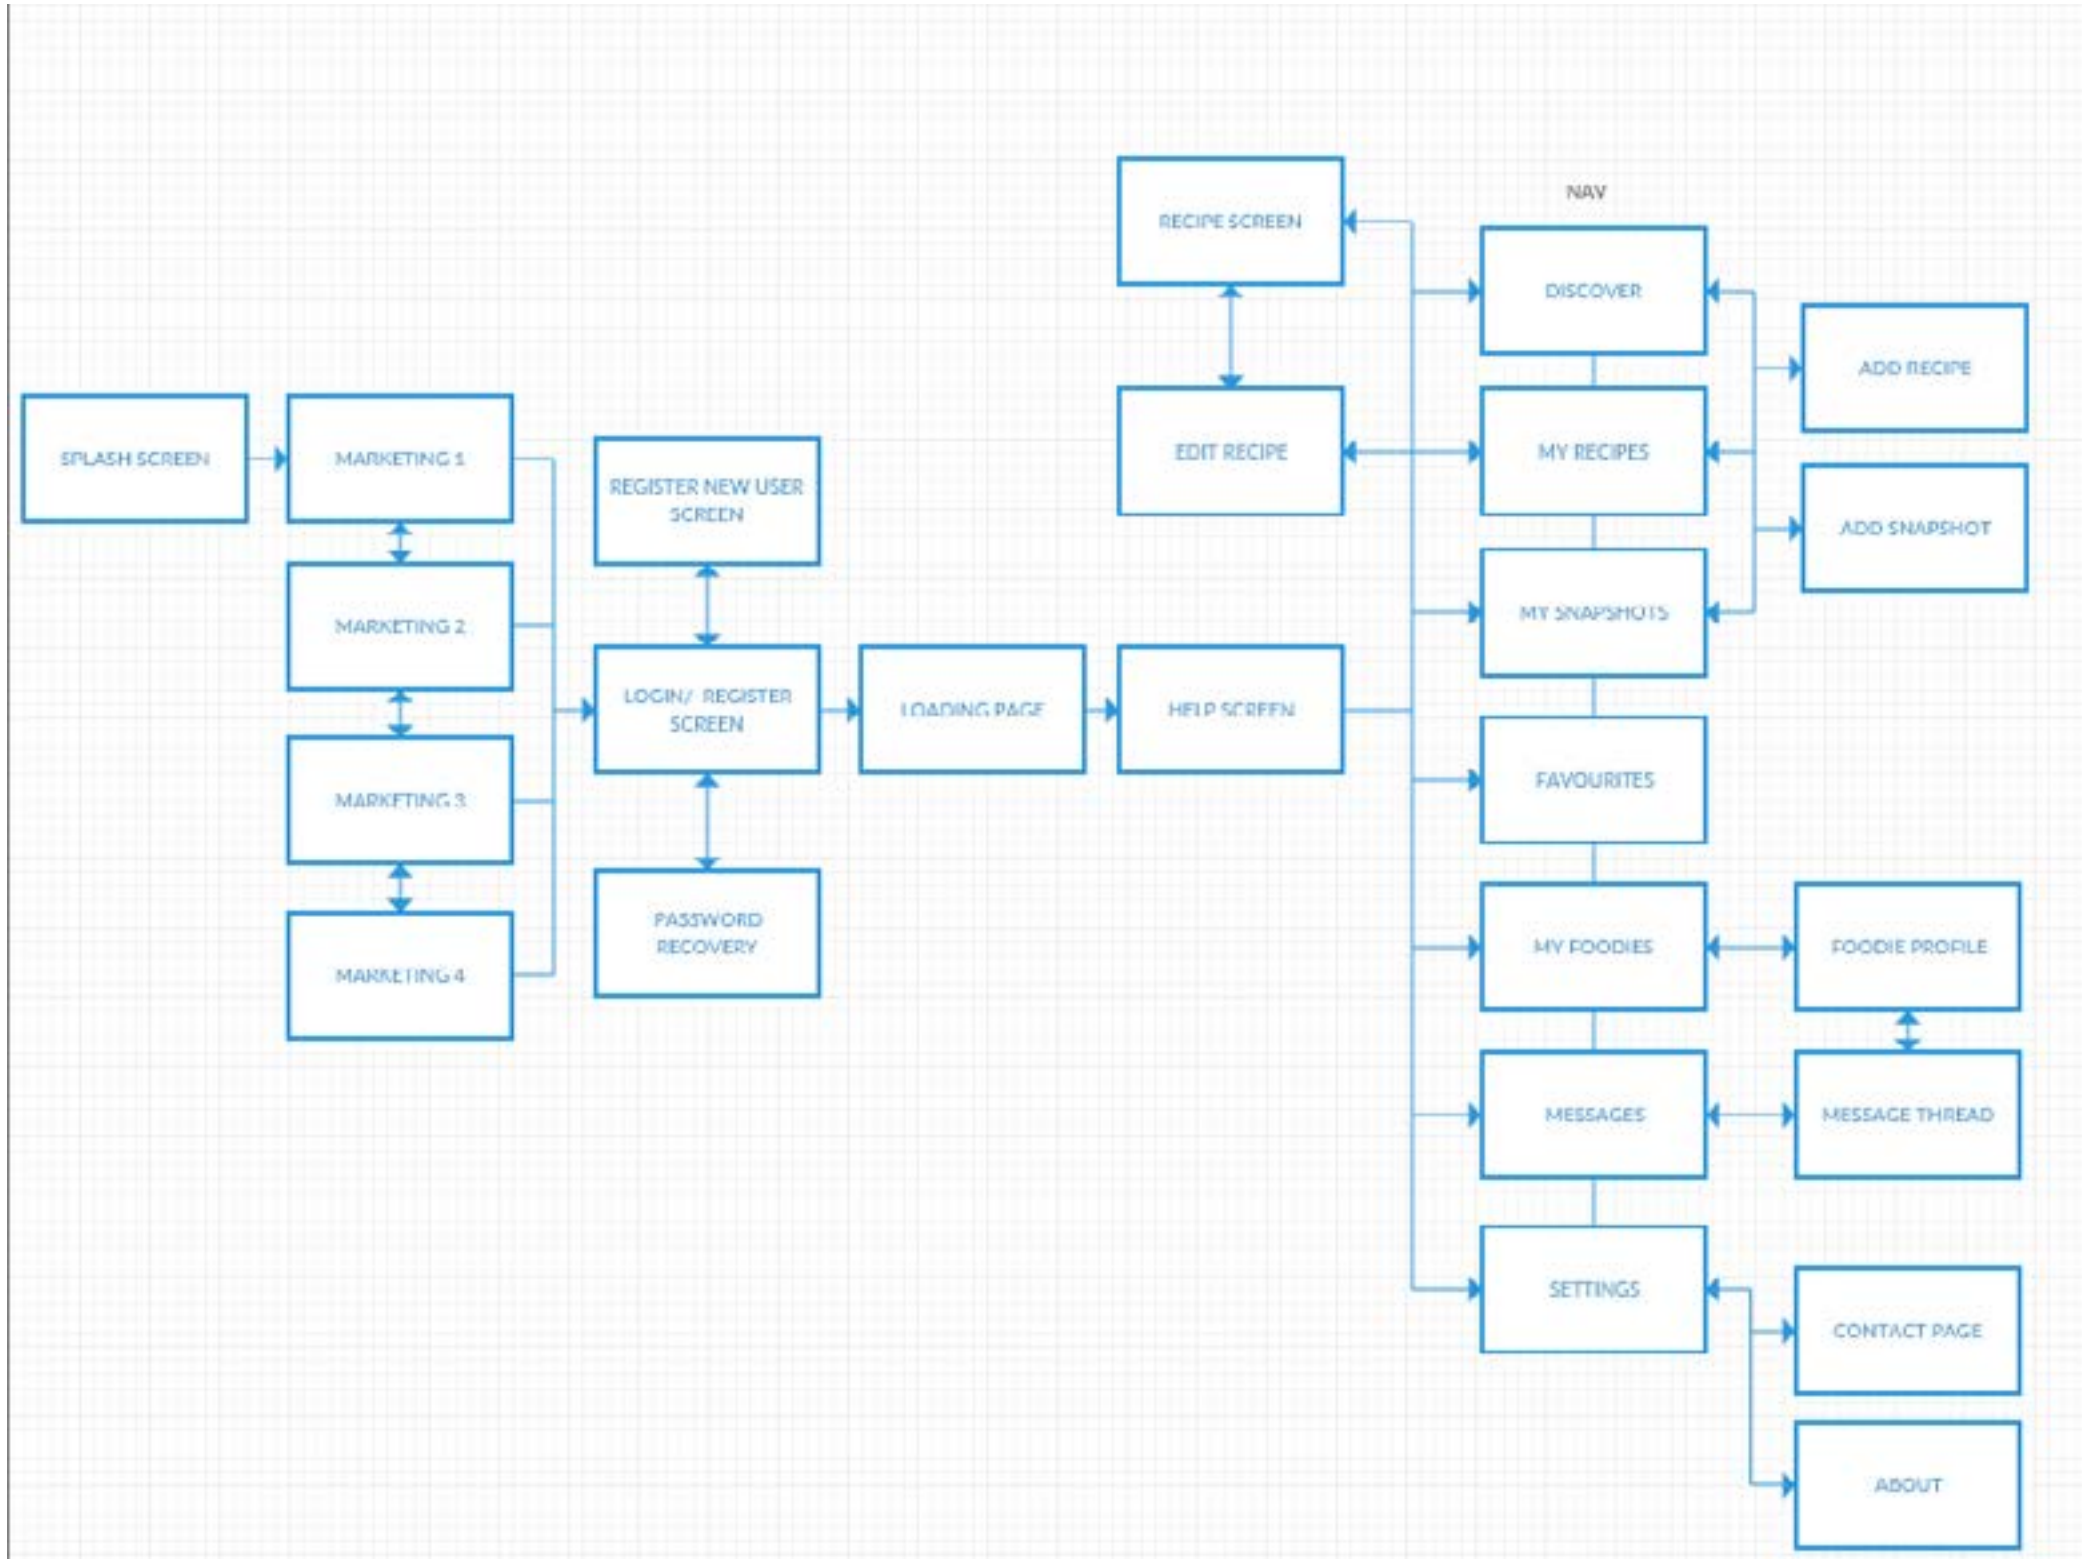 SPLASH SCREEN
MARKETING 1
MARKETING 2
MARKETING 3
MARKETING 4
REGISTER NEW USER
SCREEN
LOGIN/ REGISTER
SCREEN
PASSWORD
RECOVERY
LOADING PAGE
HELP SCREEN
RECIPE SCREEN
EDIT RECIPE
NAV
DISCOVER
MY RECIPES
MY SNAPSHOTS
FAVOURITES
MY FOODIES
MESSAGES
SETTINGS
ADD RECIPE
ADD SNAPSHOT
FOODIE PROFILE
MESSAGE THREAD
CONTACT PAGE
ABOUT